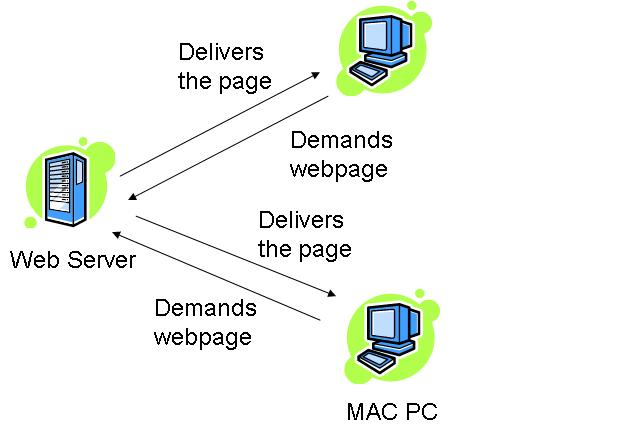 Delivers
the page
Demands
webpage
Web Server
Delivers
the page
Demands
webpage
MAC PC